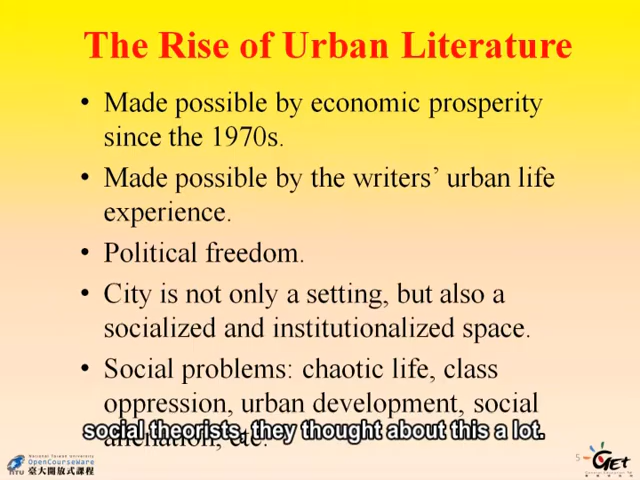 The Rise of Urban Literature
• Made possible by economic prosperity
since the 1970s.
• Made possible by the writers’ urban life
experience.
• Political freedom.
• City is not only a setting, but also a
socialized and institutionalized space.
• Social problems: chaotic life, class
oppression, urban development, social
alienation, etc.
social theorists, they thought about this a lot.
National Taiwan University
OpenCourseWare
NTU 臺大開放式課程
5
GET